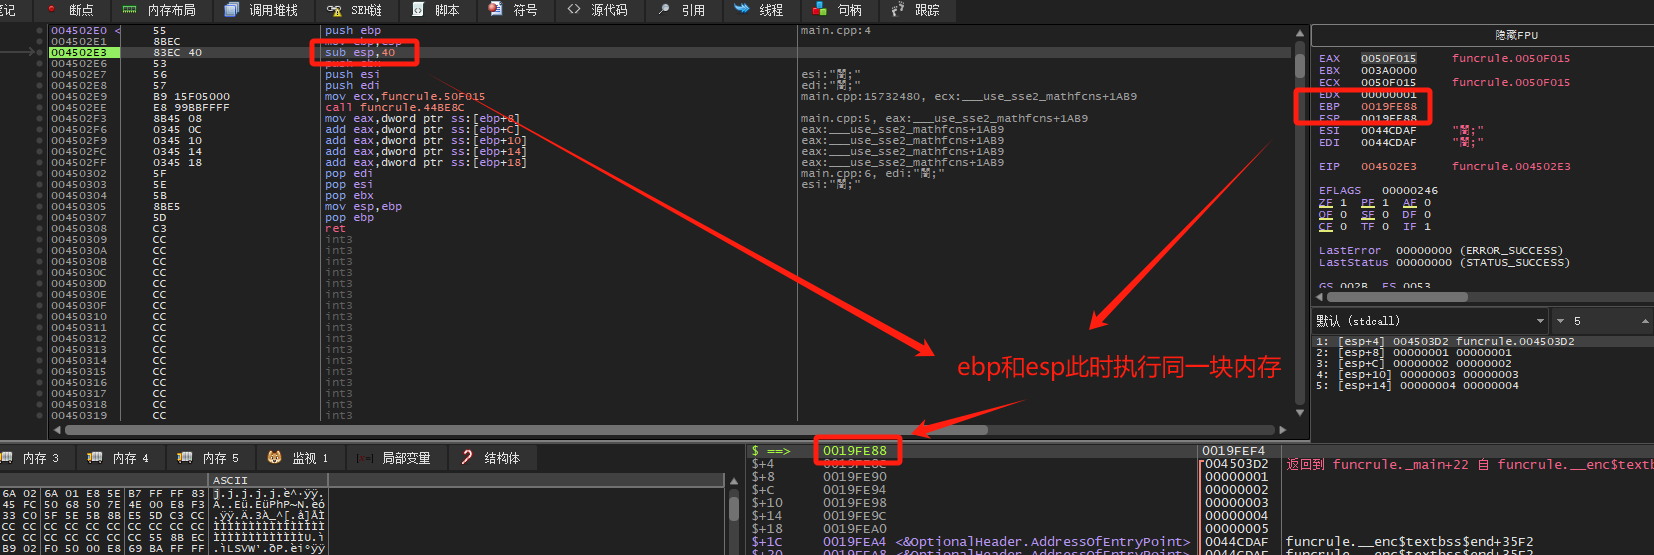 笔记 断点 内存布局 调用堆栈 SEH链 脚本 符号 源代码 引用 线程 句柄 跟踪
004502E0 < 55 push ebp main.cpp:4
004502E1 8BEC mov ebp,esp
004502E3 83EC 40 sub esp,40
004502E6 53 push ebx
004502E7 56 push esi esi:"闡;"
004502E8 57 push edi edi:"闡;"
004502E9 B9 15F05000 mov ecx,funcrule.50F015 main.cpp:15732480, ecx:___use_sse2_mathfcns+1AB9
004502EE E8 99BBFFFF call funcrule.44BE8C
004502F3 8B45 08 mov eax,dword ptr ss:[ebp+8] main.cpp:5, eax:___use_sse2_mathfcns+1AB9
004502F6 0345 0C add eax,dword ptr ss:[ebp+C] eax:___use_sse2_mathfcns+1AB9
004502F9 0345 10 add eax,dword ptr ss:[ebp+10] eax:___use_sse2_mathfcns+1AB9
004502FC 0345 14 add eax,dword ptr ss:[ebp+14] eax:___use_sse2_mathfcns+1AB9
004502FF 0345 18 add eax,dword ptr ss:[ebp+18] eax:___use_sse2_mathfcns+1AB9
00450302 5F pop edi main.cpp:6, edi:"闡;"
00450303 5E pop esi esi:"闡;"
00450304 5B pop ebx
00450305 8BE5 mov esp,ebp
00450307 5D pop ebp
00450308 C3 ret
00450309 CC int3
0045030A CC int3
0045030B CC int3
0045030C CC int3
0045030D CC int3
0045030E CC int3
0045030F CC int3
00450310 CC int3
00450311 CC int3
00450312 CC int3
00450313 CC int3
00450314 CC int3
00450315 CC int3
00450316 CC int3
00450317 CC int3
00450318 CC int3
00450319 CC int3
隐藏FPU
EAX 0050F015 funcrule.0050F015
EBX 003A0000
ECX 0050F015 funcrule.0050F015
EDX 00000001
EBP 0019FE88
ESP 0019FE88
ESI 0044CDAF "闡;"
EDI 0044CDAF "闡;"
EIP 004502E3 funcrule.004502E3
EFLAGS 00000246
ZF 1 PF 1 AF 0
OF 0 SF 0 DF 0
CF 0 TF 0 IF 1
LastError 00000000 (ERROR_SUCCESS)
LastStatus 00000000 (STATUS_SUCCESS)
GS 002B FS 0053
默认 (stdcall) 5
1: [esp+4] 004503D2 funcrule.004503D2
2: [esp+8] 00000001 00000001
3: [esp+C] 00000002 00000002
4: [esp+10] 00000003 00000003
5: [esp+14] 00000004 00000004
ebp和esp此时执行同一块内存
内存 3 内存 4 内存 5 监视 1 局部变量 结构体
ASCII
6A 02 6A 01 E8 5E B7 FF FF 83 j.j.j.j.j.è^·ÿÿ.
45 FC 50 68 50 7E 4E 00 E8 F3
33 C0 5F 5E 5B 8B E5 5D C3 CC
CC CC CC CC CC CC CC CC CC CC
CC CC CC CC CC CC CC 55 8B EC
B9 02 F0 50 00 E8 69 BA FF FF
$ ==> 0019FE88 0019FEF4
$+4 0019FE8C 004503D2 返回到 funcrule._main+22 自 funcrule.__enc$textb
$+8 0019FE90 00000001
$+C 0019FE94 00000002
$+10 0019FE98 00000003
$+14 0019FE9C 00000004
$+18 0019FEA0 00000005
$+1C 0019FEA4 <&OptionalHeader.AddressOfEntryPoint> 0044CDAF funcrule.__enc$textbss$end+35F2
$+20 0019FEA8 <&OptionalHeader.AddressOfEntryPoint> 0044CDAF funcrule.__enc$textbss$end+35F2